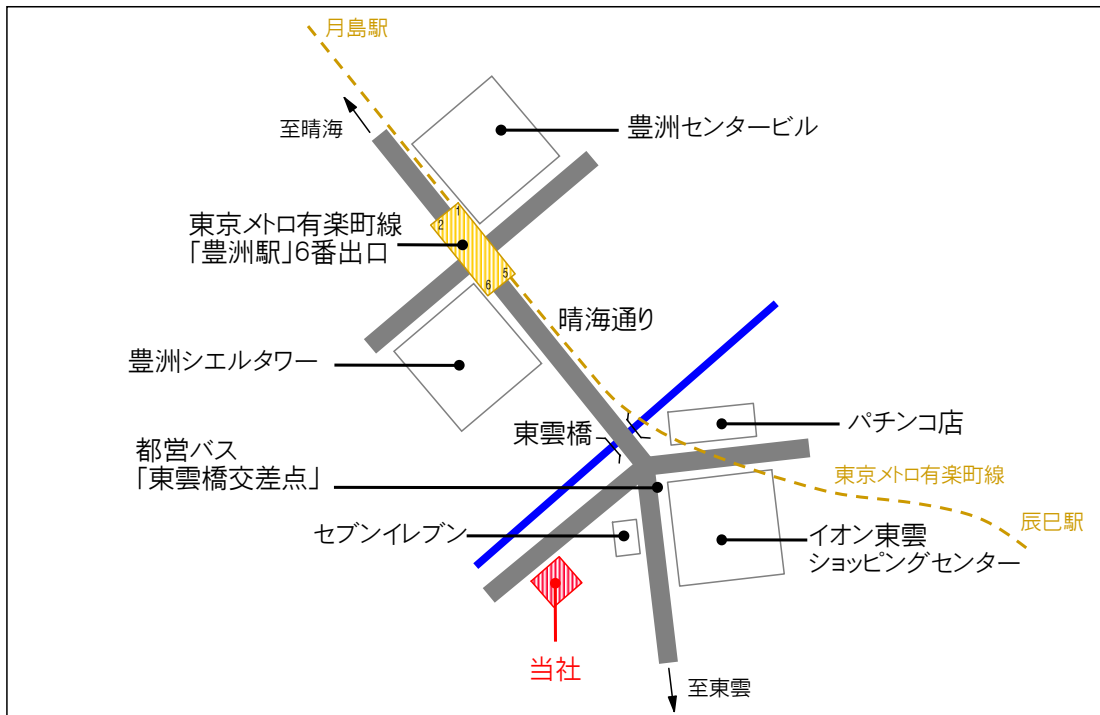 月島駅
至晴海
豊洲センタービル
東京メトロ有楽町線
「豊洲駅」6番出口
1
2
5
6
晴海通り
豊洲シエルタワー
東雲橋
パチンコ店
都営バス
「東雲橋交差点」
東京メトロ有楽町線
辰巳駅
セブンイレブン
イオン東雲
ショッピングセンター
当社
至東雲